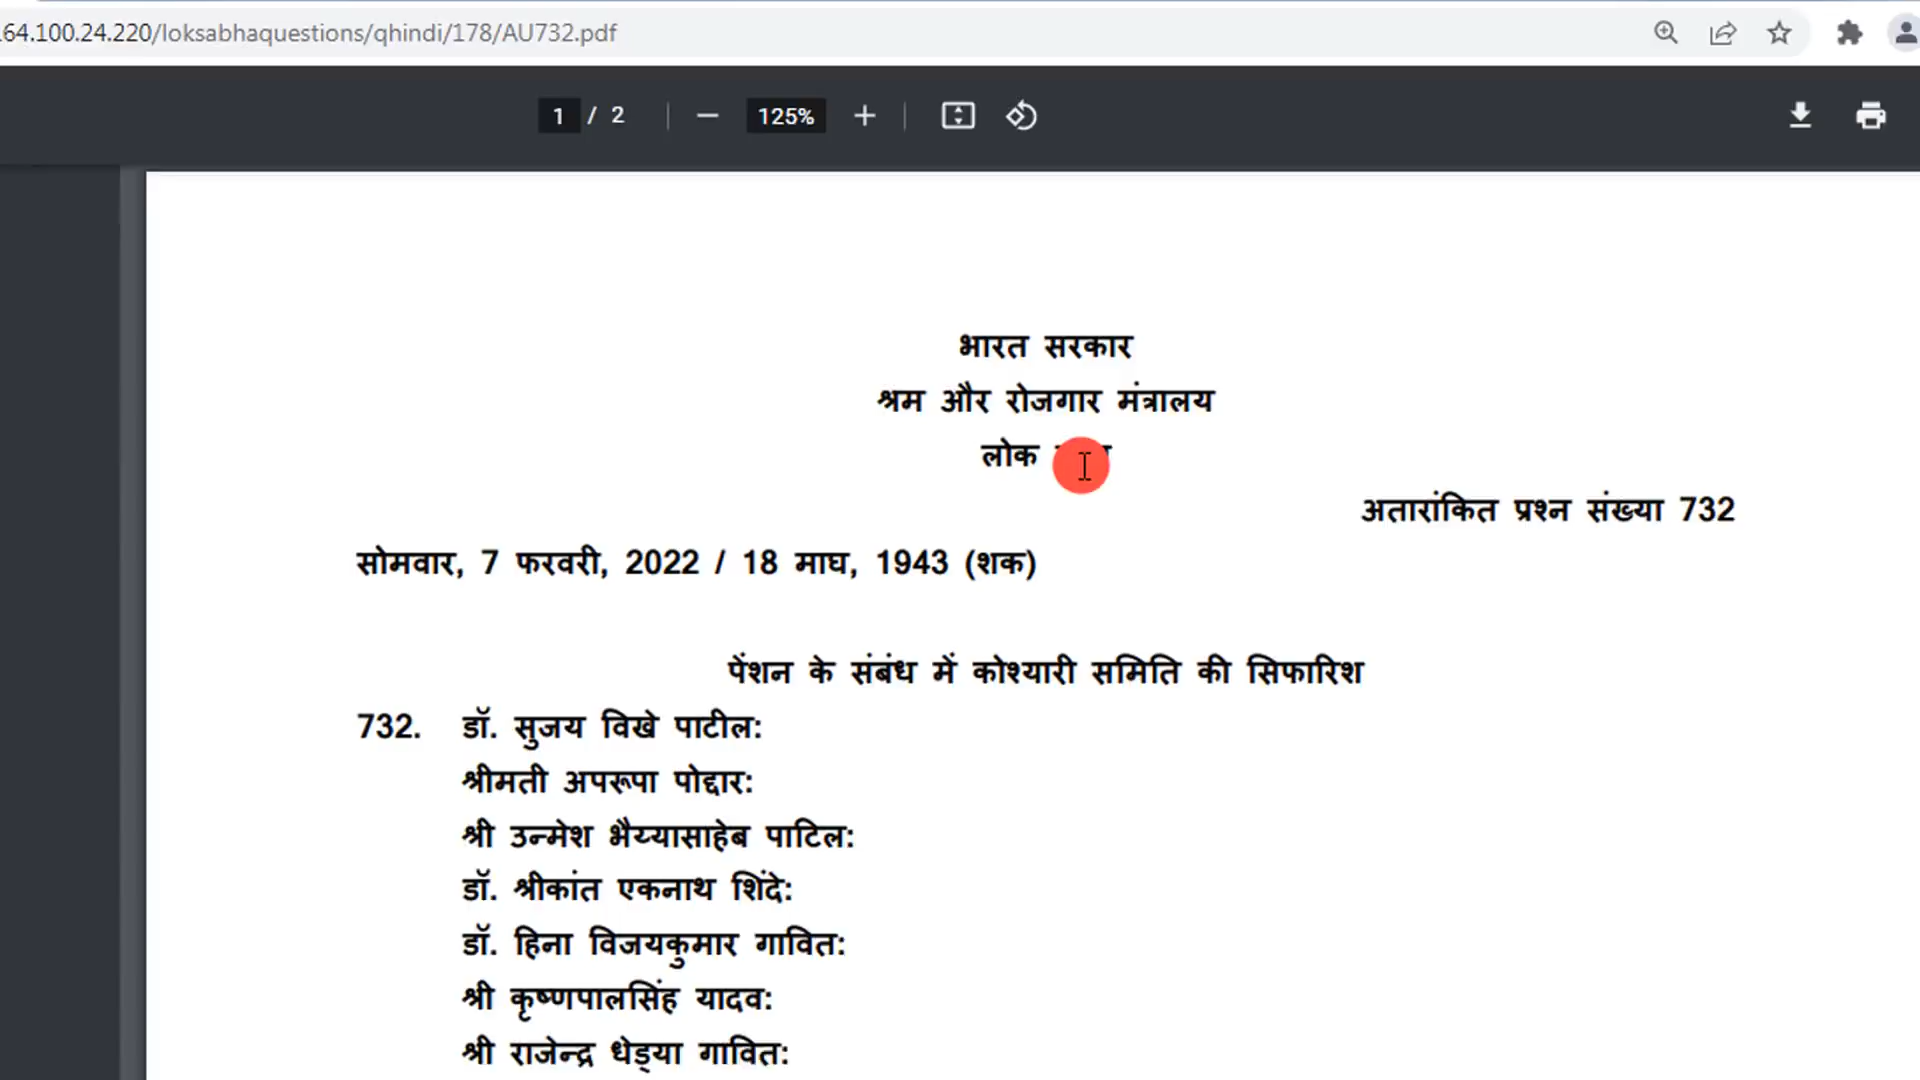 64.100.24.220/loksabhaquestions/qhindi/178/AU732.pdf
1 / 2 125%
भारत सरकार
श्रम और रोजगार मंत्रालय
लोक
अतारांकित प्रश्न संख्या 732
सोमवार, 7 फरवरी, 2022 / 18 माघ, 1943 (शक)
पेंशन के संबंध में कोश्यारी समिति की सिफारिश
732. डॉ. सुजय विखे पाटील:
श्रीमती अपरूपा पोद्दार:
श्री उन्मेश भैय्यासाहेब पाटिल:
डॉ. श्रीकांत एकनाथ शिंदे:
डॉ. हिना विजयकुमार गावित:
श्री कृष्णपालसिंह यादव:
श्री राजेन्द्र धेड्या गावित: